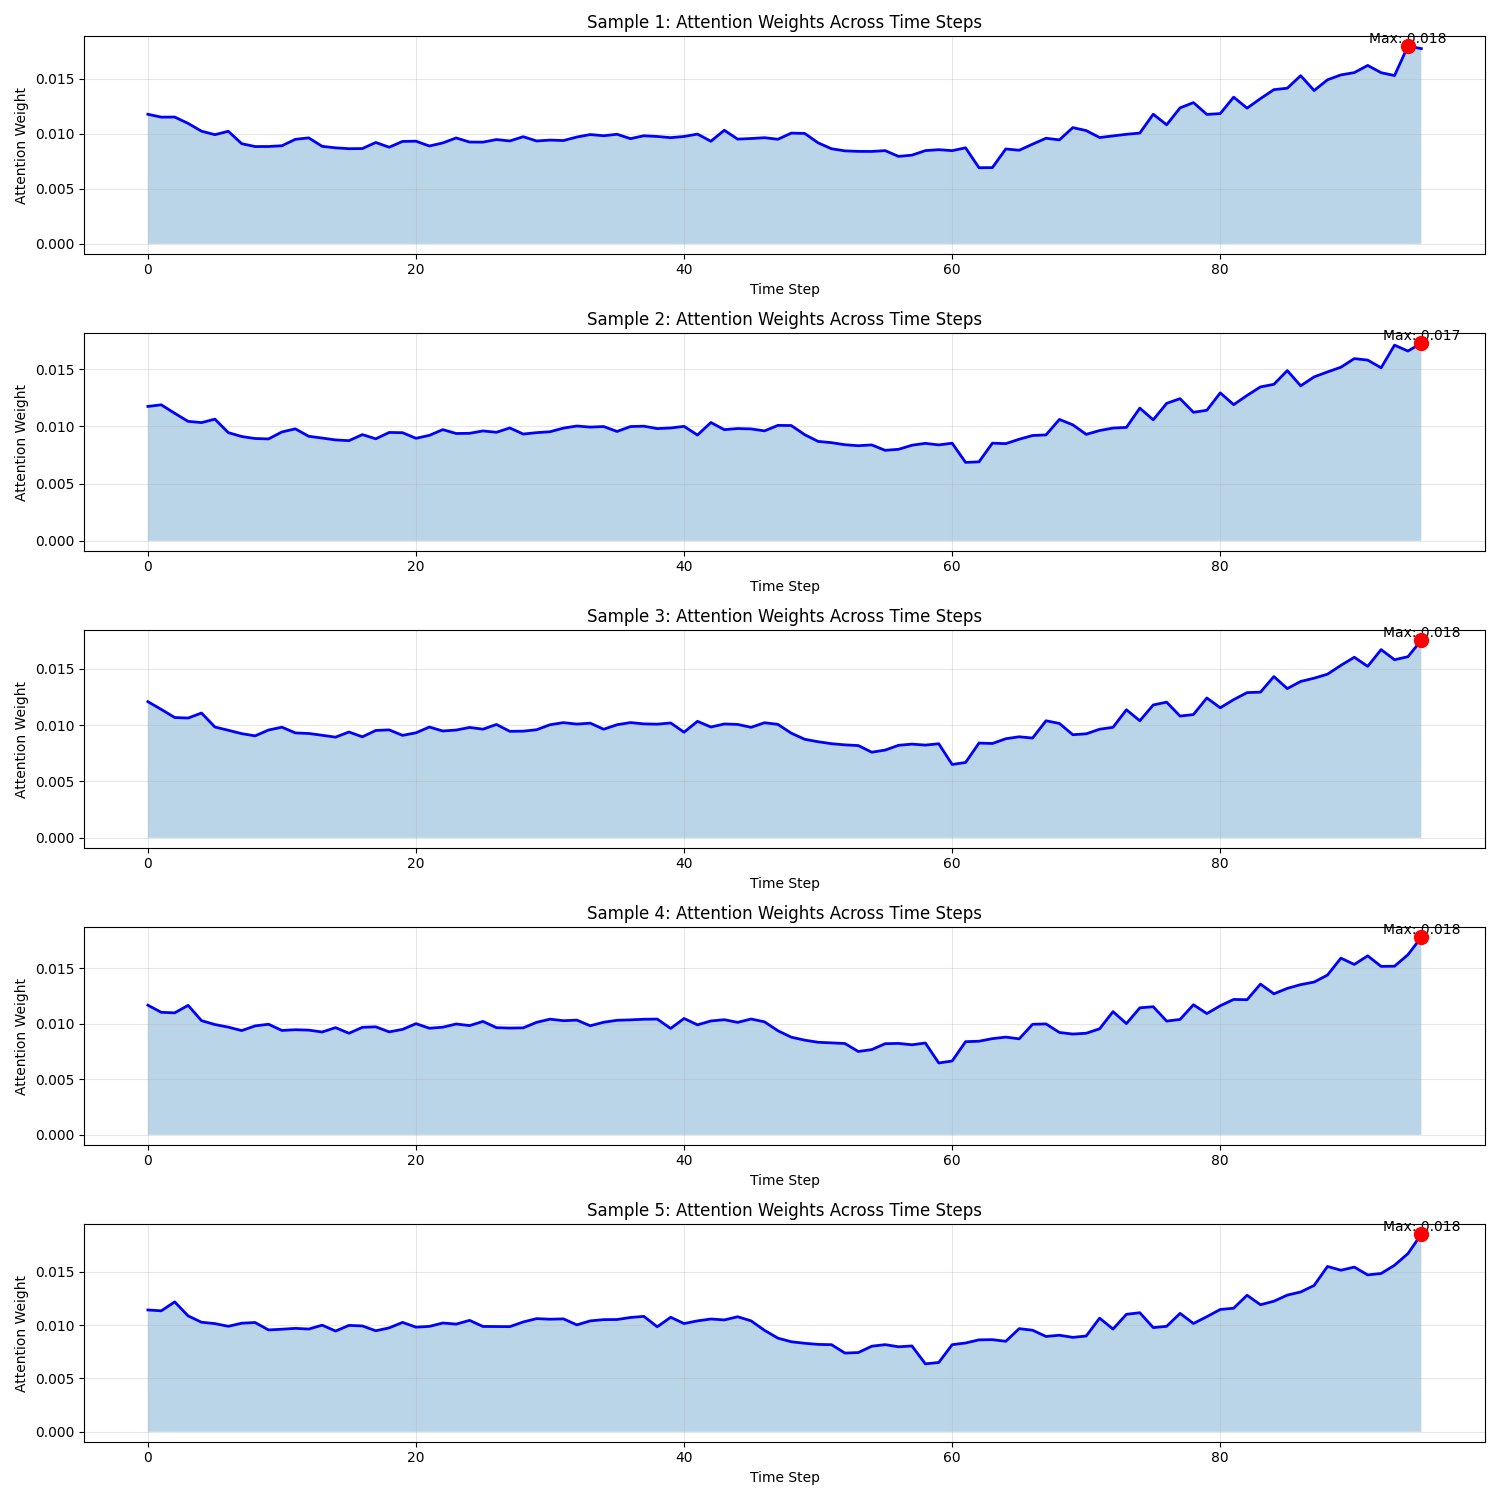 Sample 1: Attention Weights Across Time Steps
Max: 0.018
0.015
0.010
0.005
0.000
Attention Weight
0 20 40 60 80
Time Step
Sample 2: Attention Weights Across Time Steps
Max: 0.017
0.015
0.010
0.005
0.000
Attention Weight
0 20 40 60 80
Time Step
Sample 3: Attention Weights Across Time Steps
Max: 0.018
0.015
0.010
0.005
0.000
Attention Weight
0 20 40 60 80
Time Step
Sample 4: Attention Weights Across Time Steps
Max: 0.018
0.015
0.010
0.005
0.000
Attention Weight
0 20 40 60 80
Time Step
Sample 5: Attention Weights Across Time Steps
Max: 0.018
0.015
0.010
0.005
0.000
Attention Weight
0 20 40 60 80
Time Step